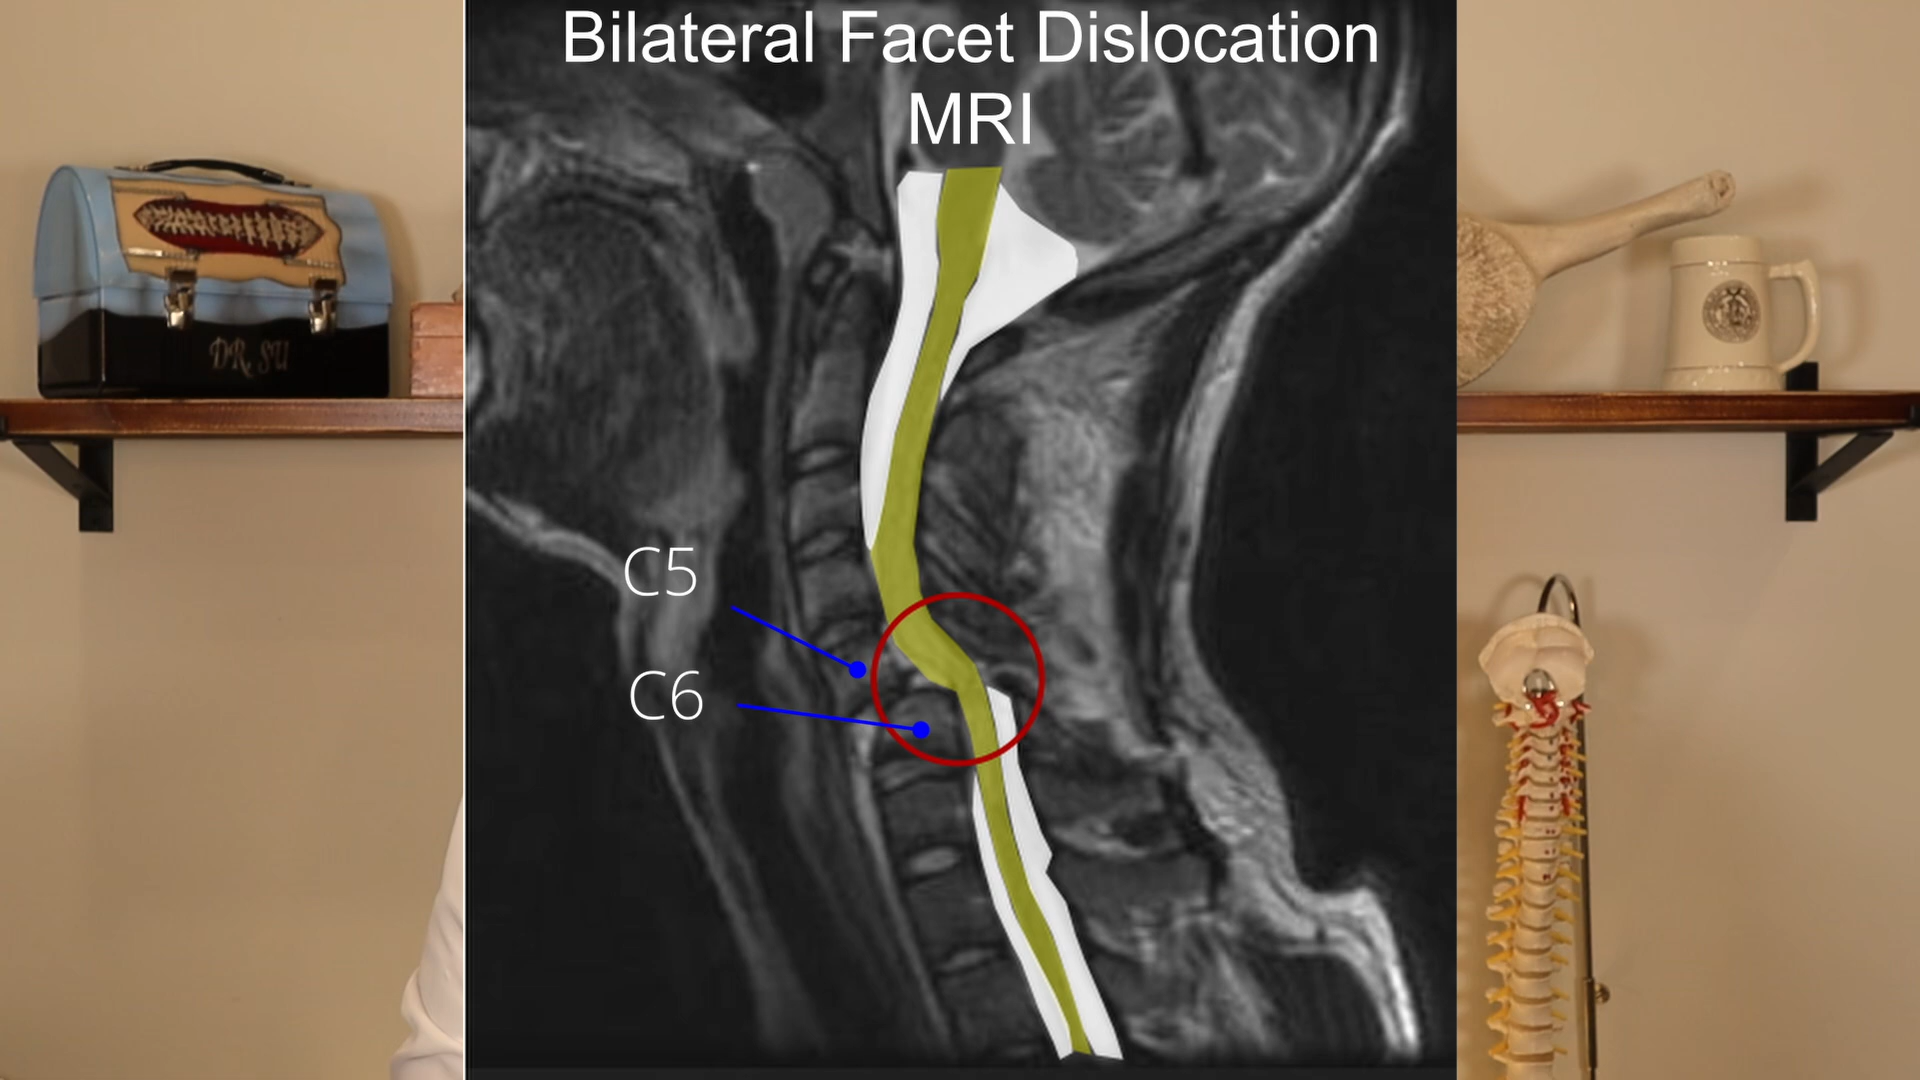 Bilateral Facet Dislocation
MRI
C5
C6
DR. SU